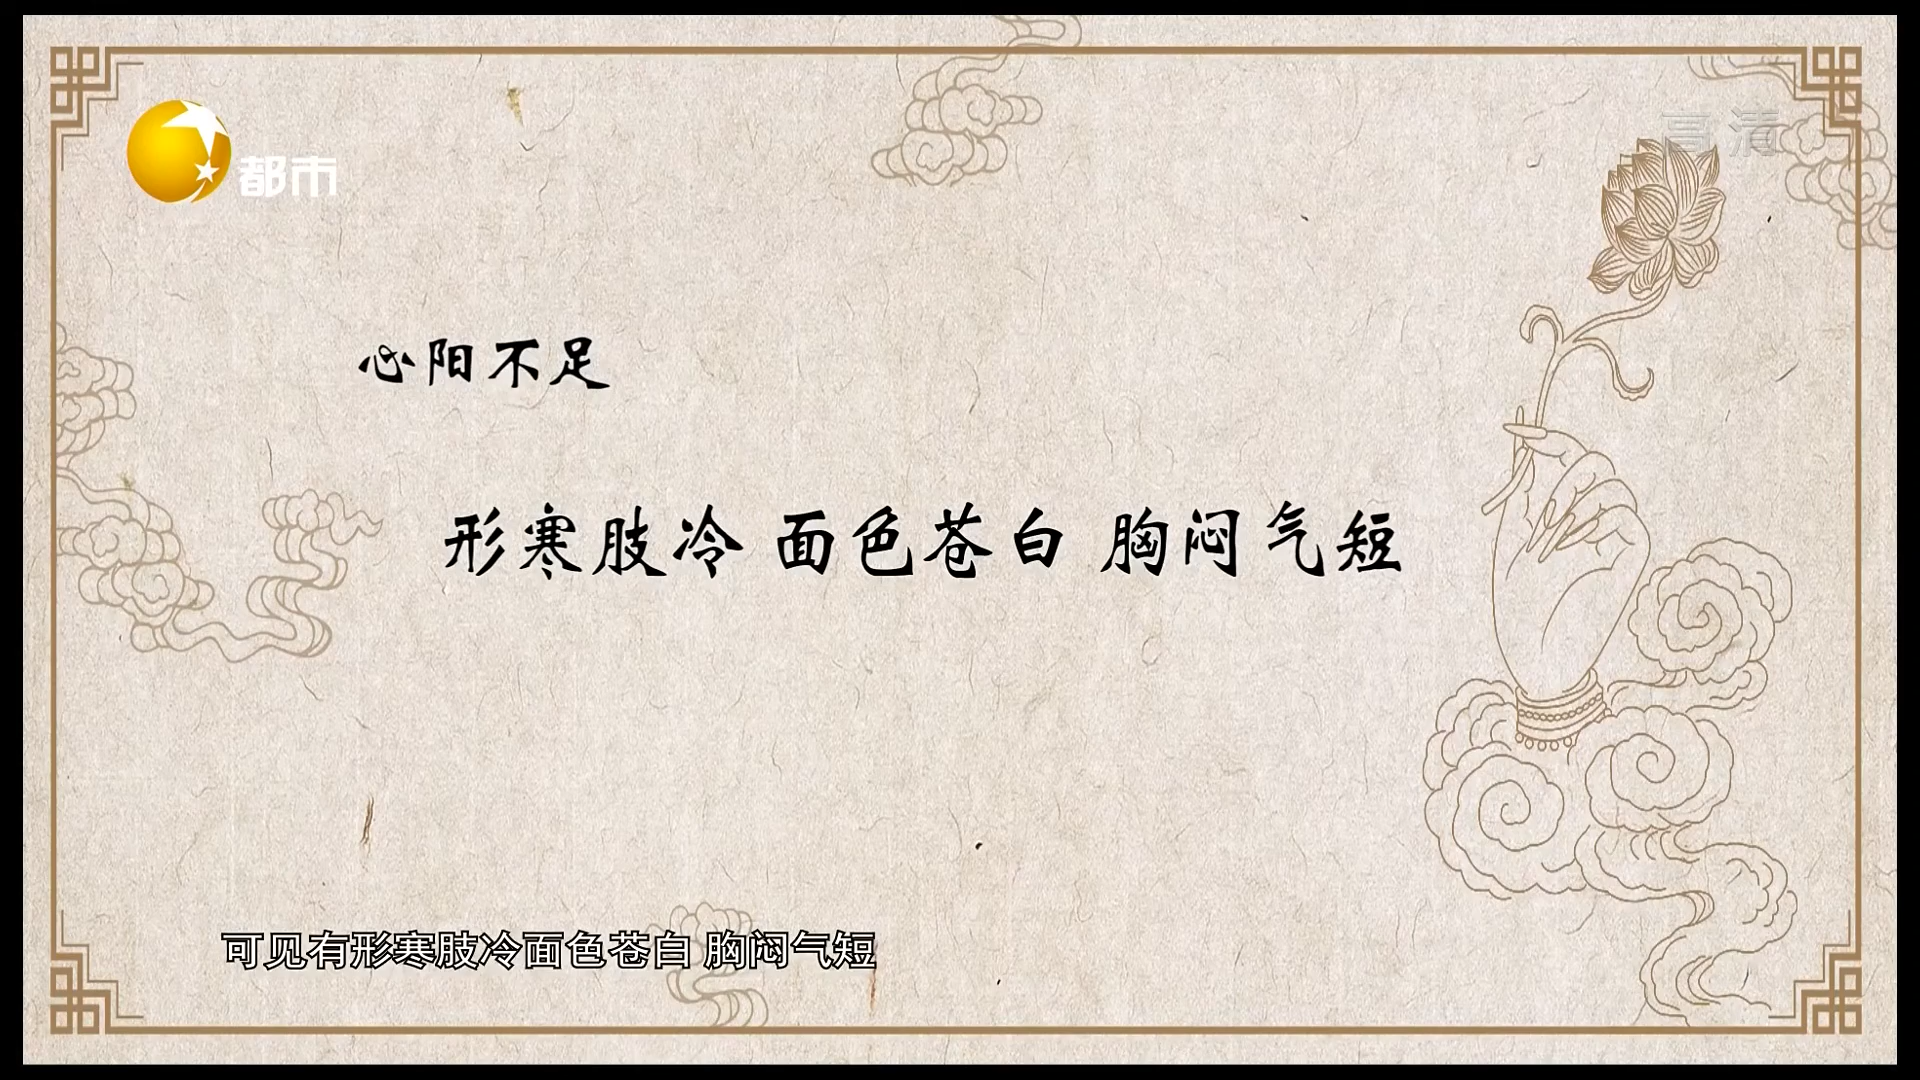 都市
高清
心阳不足
形寒肢冷 面色苍白 胸闷气短
可见有形寒肢冷面色苍白 胸闷气短